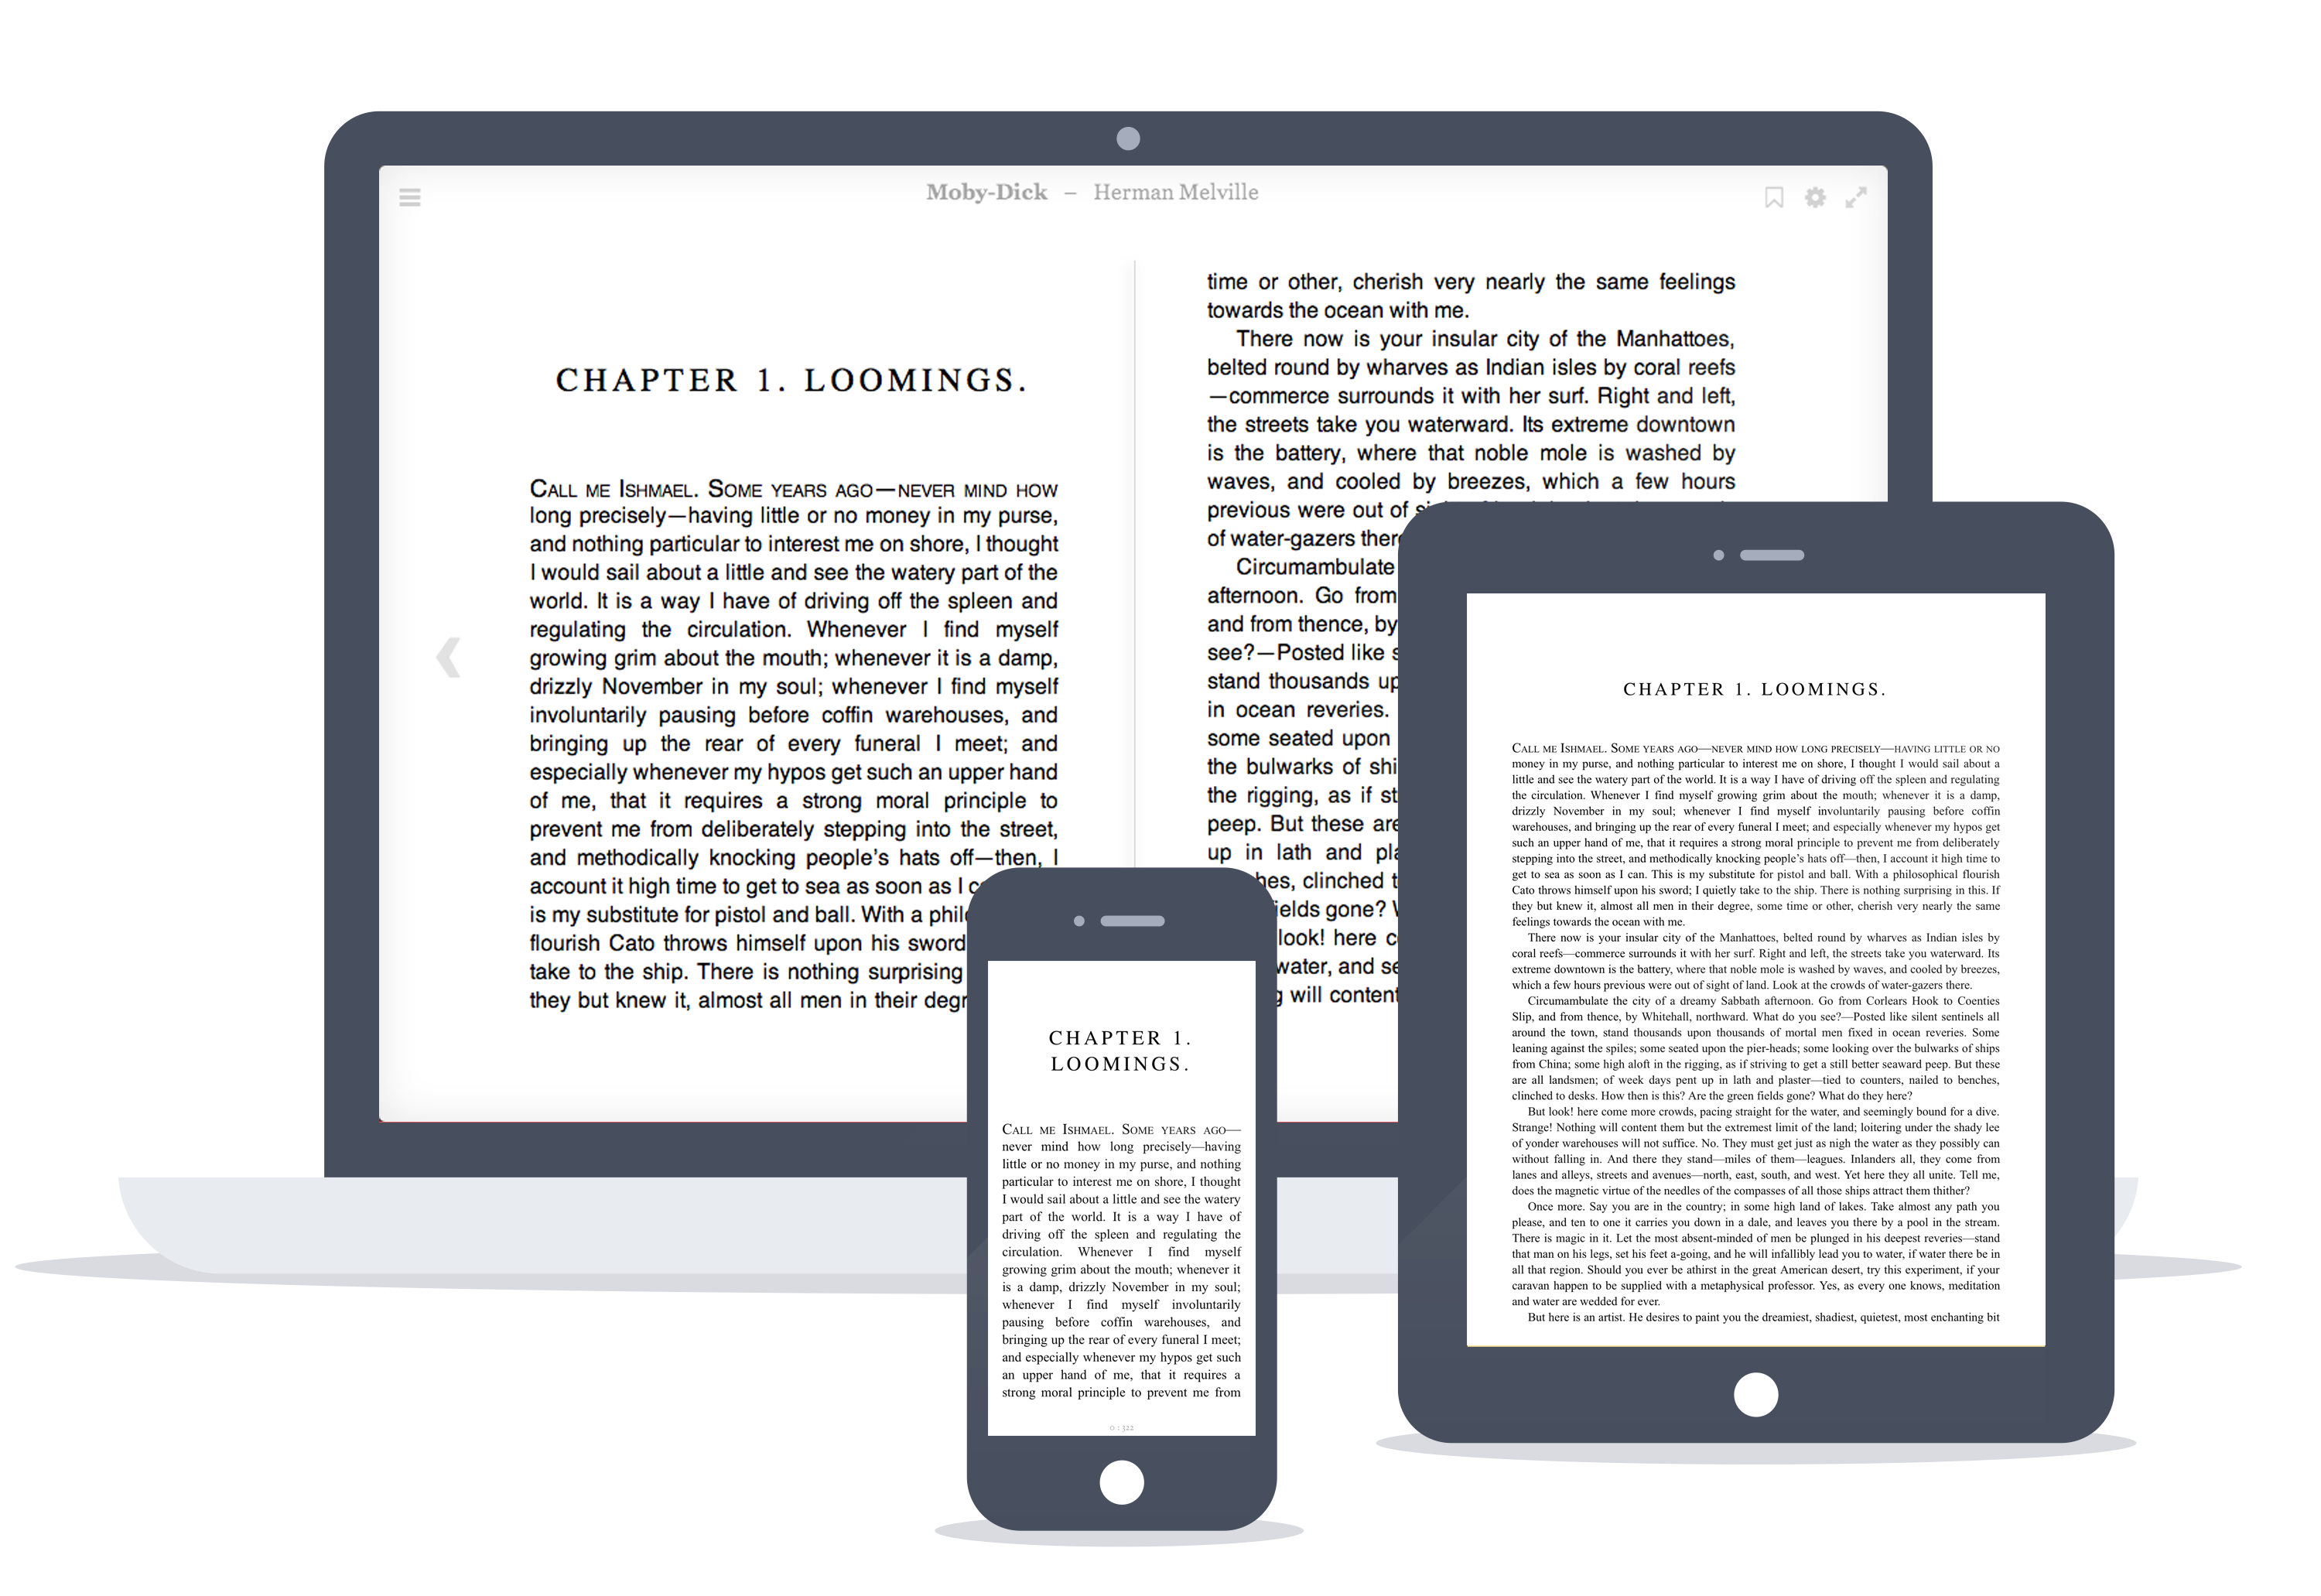 Moby-Dick – Herman Melville
CHAPTER 1. LOOMINGS.
CALL ME ISHMAEL. SOME YEARS AGO—NEVER MIND HOW
long precisely—having little or no money in my purse,
and nothing particular to interest me on shore, I thought
I would sail about a little and see the watery part of the
world. It is a way I have of driving off the spleen and
regulating the circulation. Whenever I find myself
growing grim about the mouth; whenever it is a damp,
drizzly November in my soul; whenever I find myself
involuntarily pausing before coffin warehouses, and
bringing up the rear of every funeral I meet; and
especially whenever my hypos get such an upper hand
of me, that it requires a strong moral principle to
prevent me from deliberately stepping into the street,
and methodically knocking people’s hats off—then, I
account it high time to get to sea as soon as I
is my substitute for pistol and ball. With a
flourish Cato throws himself upon his sword
take to the ship. There is nothing surprising
they but knew it, almost all men in their
time or other, cherish very nearly the same feelings
towards the ocean with me.
There now is your insular city of the Manhattoes,
belted round by wharves as Indian isles by coral reefs
—commerce surrounds it with her surf. Right and left,
the streets take you waterward. Its extreme downtown
is the battery, where that noble mole is washed by
waves, and cooled by breezes, which a few hours
previous were out of
of water-gazers
Circumambulate
afternoon. Go from
and from thence, by
see?—Posted like
stand thousands
in ocean reveries.
some seated upon
the bulwarks of
the rigging, as if
peep. But these are
up in lath and
clinched
gone?
look! here
water, and
will content
CHAPTER 1.
LOOMINGS.
CALL ME ISHMAEL. SOME YEARS AGO—
never mind how long precisely—having
little or no money in my purse, and nothing
particular to interest me on shore, I thought
I would sail about a little and see the watery
part of the world. It is a way I have of
driving off the spleen and regulating the
circulation. Whenever I find myself
growing grim about the mouth; whenever it
is a damp, drizzly November in my soul;
whenever I find myself involuntarily
pausing before coffin warehouses, and
bringing up the rear of every funeral I meet;
and especially whenever my hypos get such
an upper hand of me, that it requires a
strong moral principle to prevent me from
0 : 322
CHAPTER 1. LOOMINGS.
CALL ME ISHMAEL. SOME YEARS AGO—NEVER MIND HOW LONG PRECISELY—HAVING LITTLE OR NO
money in my purse, and nothing particular to interest me on shore, I thought I would sail about a
little and see the watery part of the world. It is a way I have of driving off the spleen and regulating
the circulation. Whenever I find myself growing grim about the mouth; whenever it is a damp,
drizzly November in my soul; whenever I find myself involuntarily pausing before coffin
warehouses, and bringing up the rear of every funeral I meet; and especially whenever my hypos get
such an upper hand of me, that it requires a strong moral principle to prevent me from deliberately
stepping into the street, and methodically knocking people’s hats off—then, I account it high time to
get to sea as soon as I can. This is my substitute for pistol and ball. With a philosophical flourish
Cato throws himself upon his sword; I quietly take to the ship. There is nothing surprising in this. If
they but knew it, almost all men in their degree, some time or other, cherish very nearly the same
feelings towards the ocean with me.
There now is your insular city of the Manhattoes, belted round by wharves as Indian isles by
coral reefs—commerce surrounds it with her surf. Right and left, the streets take you waterward. Its
extreme downtown is the battery, where that noble mole is washed by waves, and cooled by breezes,
which a few hours previous were out of sight of land. Look at the crowds of water-gazers there.
Circumambulate the city of a dreamy Sabbath afternoon. Go from Corlears Hook to Coenties
Slip, and from thence, by Whitehall, northward. What do you see?—Posted like silent sentinels all
around the town, stand thousands upon thousands of mortal men fixed in ocean reveries. Some
leaning against the spiles; some seated upon the pier-heads; some looking over the bulwarks of ships
from China; some high aloft in the rigging, as if striving to get a still better seaward peep. But these
are all landsmen; of week days pent up in lath and plaster—tied to counters, nailed to benches,
clinched to desks. How then is this? Are the green fields gone? What do they here?
But look! here come more crowds, pacing straight for the water, and seemingly bound for a dive.
Strange! Nothing will content them but the extremest limit of the land; loitering under the shady lee
of yonder warehouses will not suffice. No. They must get just as nigh the water as they possibly can
without falling in. And there they stand—miles of them—leagues. Inlanders all, they come from
lanes and alleys, streets and avenues—north, east, south, and west. Yet here they all unite. Tell me,
does the magnetic virtue of the needles of the compasses of all those ships attract them thither?
Once more. Say you are in the country; in some high land of lakes. Take almost any path you
please, and ten to one it carries you down in a dale, and leaves you there by a pool in the stream.
There is magic in it. Let the most absent-minded of men be plunged in his deepest reveries—stand
that man on his legs, set his feet a-going, and he will infallibly lead you to water, if water there be in
all that region. Should you ever be athirst in the great American desert, try this experiment, if your
caravan happen to be supplied with a metaphysical professor. Yes, as every one knows, meditation
and water are wedded for ever.
But here is an artist. He desires to paint you the dreamiest, shadiest, quietest, most enchanting bit